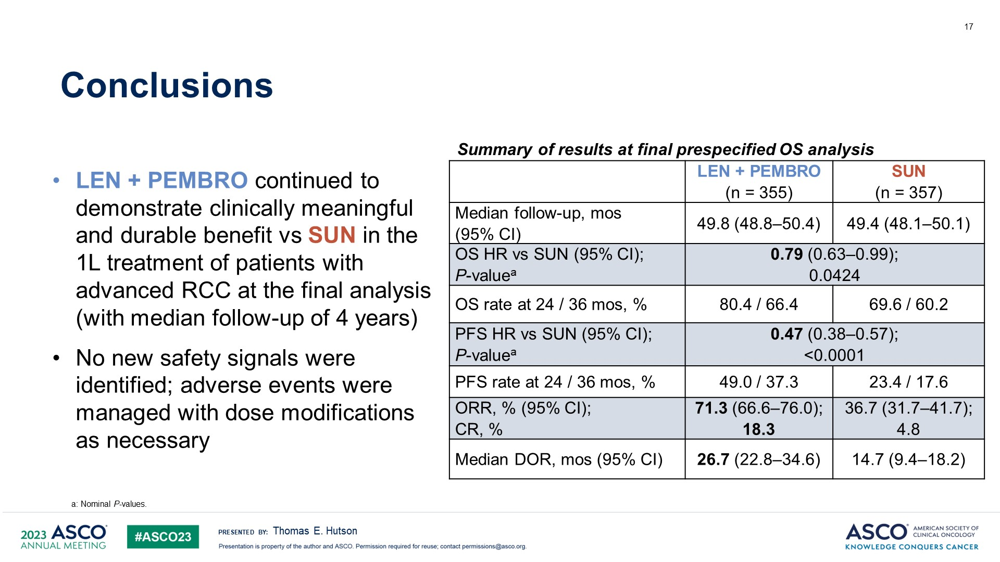 17
Conclusions
• LEN + PEMBRO continued to
demonstrate clinically meaningful
and durable benefit vs SUN in the
1L treatment of patients with
advanced RCC at the final analysis
(with median follow-up of 4 years)
• No new safety signals were
identified; adverse events were
managed with dose modifications
as necessary
Summary of results at final prespecified OS analysis
LEN + PEMBRO SUN
(n = 355) (n = 357)
Median follow-up, mos
(95% CI) 49.8 (48.8–50.4) 49.4 (48.1–50.1)
OS HR vs SUN (95% CI); 0.79 (0.63–0.99);
P-valueᵃ 0.0424
OS rate at 24 / 36 mos, % 80.4 / 66.4 69.6 / 60.2
PFS HR vs SUN (95% CI); 0.47 (0.38–0.57);
P-valueᵃ <0.0001
PFS rate at 24 / 36 mos, % 49.0 / 37.3 23.4 / 17.6
ORR, % (95% CI); 71.3 (66.6–76.0); 36.7 (31.7–41.7);
CR, % 18.3 4.8
Median DOR, mos (95% CI) 26.7 (22.8–34.6) 14.7 (9.4–18.2)
a: Nominal P-values.
2023 ASCO®
ANNUAL MEETING
#ASCO23
PRESENTED BY: Thomas E. Hutson
Presentation is property of the author and ASCO. Permission required for reuse; contact permissions@asco.org.
ASCO® AMERICAN SOCIETY OF
CLINICAL ONCOLOGY
KNOWLEDGE CONQUERS CANCER